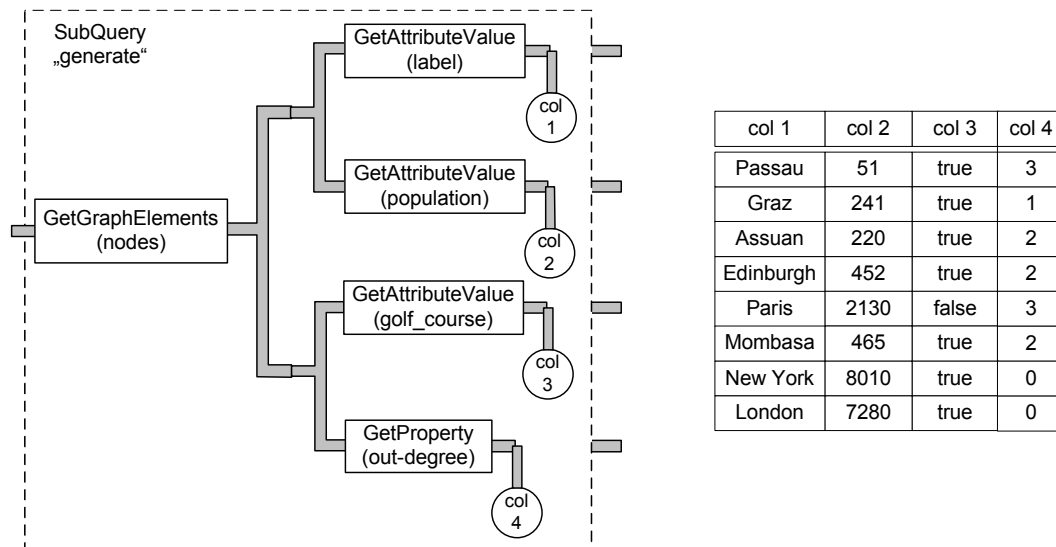 SubQuery
„generate“
GetAttributeValue
(label)
col
1
GetAttributeValue
(population)
col
2
GetGraphElements
(nodes)
GetAttributeValue
(golf_course)
col
3
GetProperty
(out-degree)
col
4
col 1 col 2 col 3 col 4
Passau 51 true 3
Graz 241 true 1
Assuan 220 true 2
Edinburgh 452 true 2
Paris 2130 false 3
Mombasa 465 true 2
New York 8010 true 0
London 7280 true 0